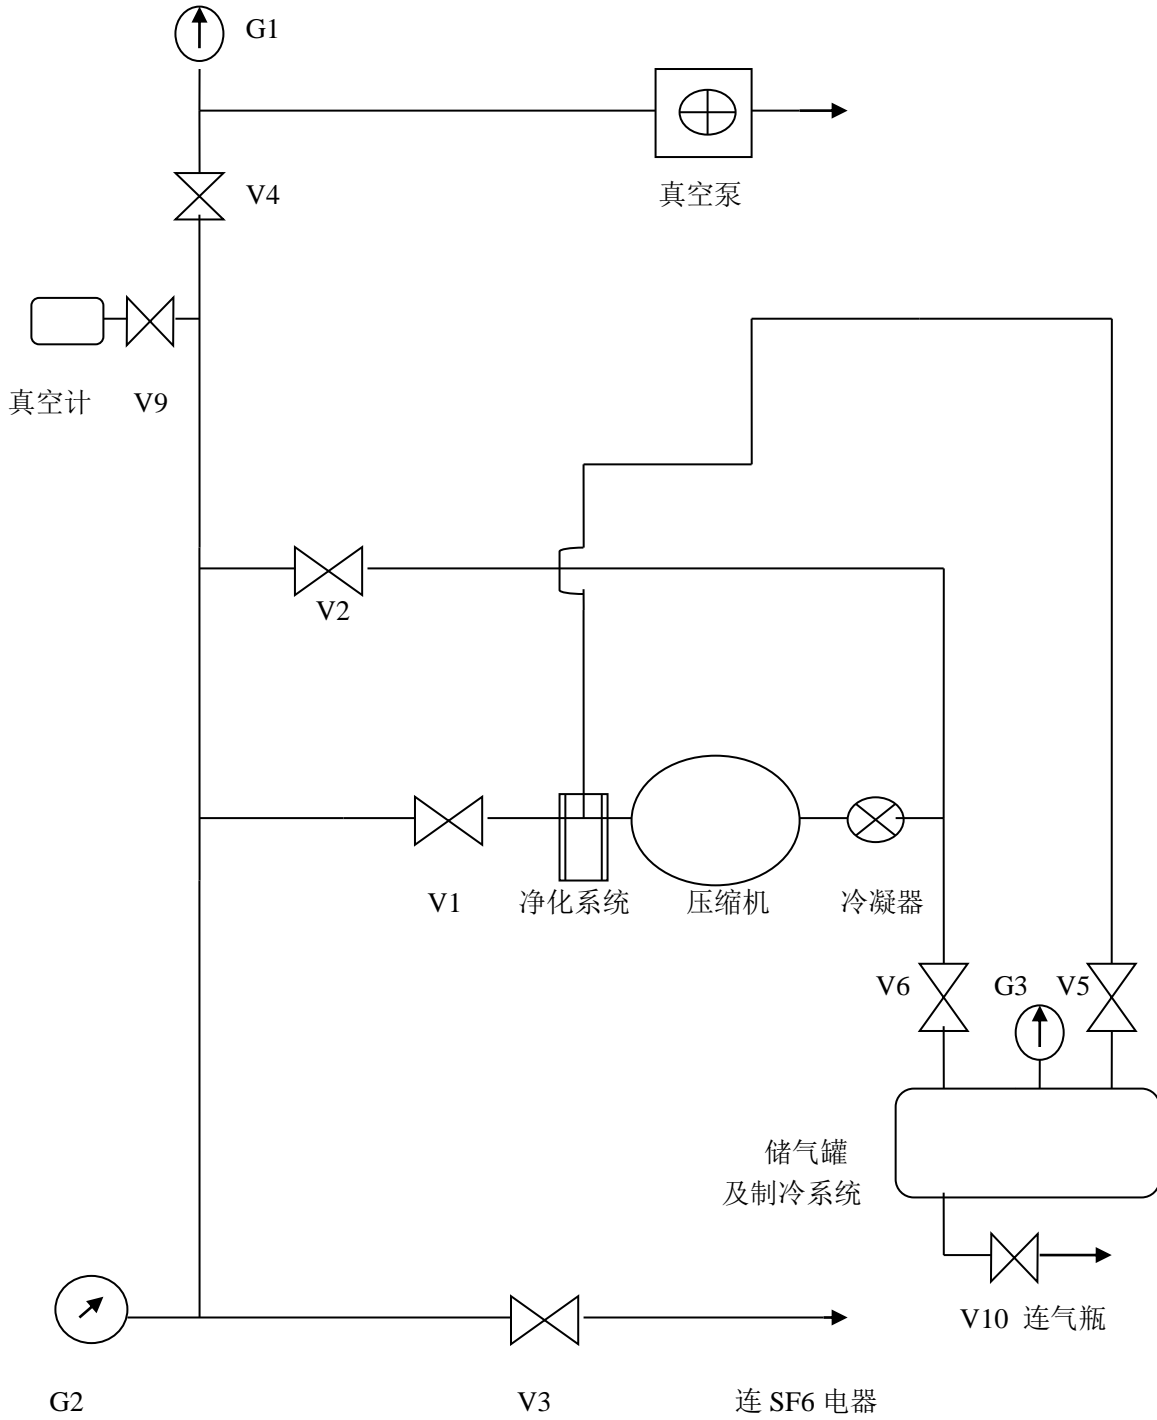 G1
V4
真空泵
真空计 V9
V2
V1 净化系统 压缩机 冷凝器
V6 G3 V5
储气罐
及制冷系统
V10 连气瓶
G2 V3 连 SF6 电器